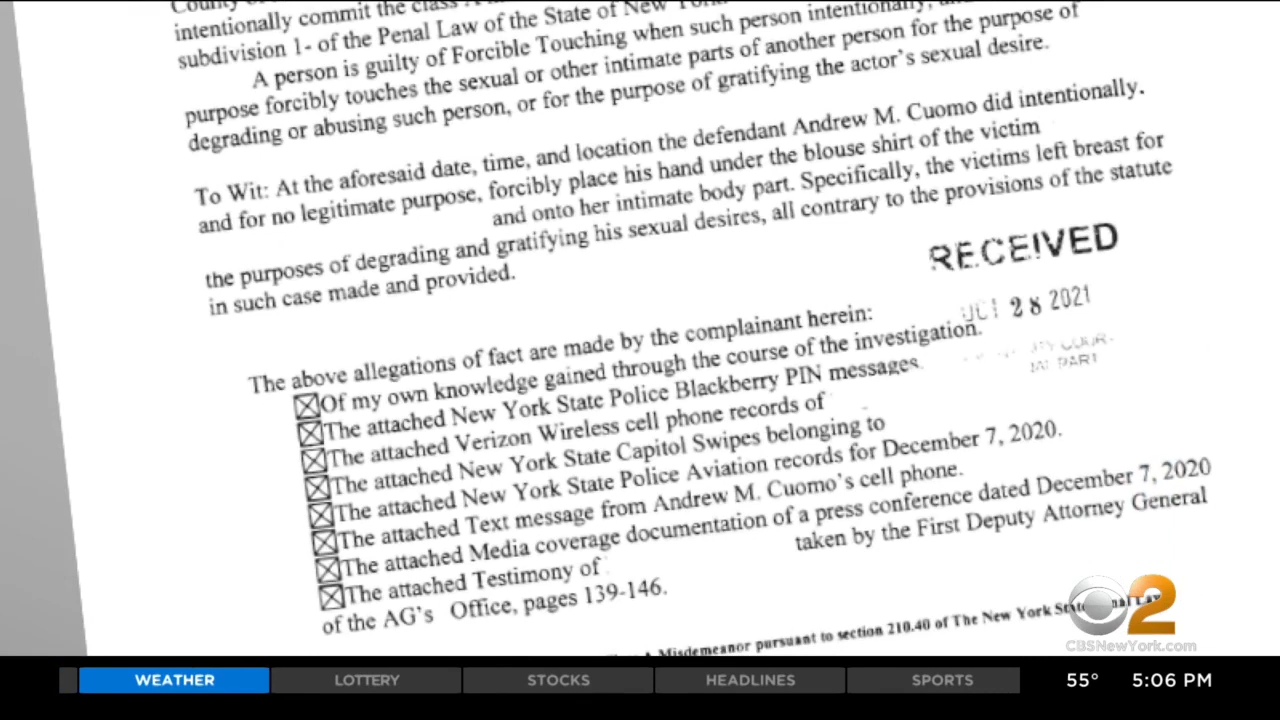 County
intentionally commit the class A
subdivision 1- of the Penal Law of the State of New
A person is guilty of Forcible Touching when such person intentionally,
purpose forcibly touches the sexual or other intimate parts of another person for the purpose of
degrading or abusing such person, or for the purpose of gratifying the actor's sexual desire.
To Wit: At the aforesaid date, time, and location the defendant Andrew M. Cuomo did intentionally.
and for no legitimate purpose, forcibly place his hand under the blouse shirt of the victim
and onto her intimate body part. Specifically, the victims left breast for
the purposes of degrading and gratifying his sexual desires, all contrary to the provisions of the statute
in such case made and provided.
RECEIVED
OCT 28 2021
PART
The above allegations of fact are made by the complainant herein:
Of my own knowledge gained through the course of the investigation.
The attached New York State Police Blackberry PIN messages
The attached Verizon Wireless cell phone records of
The attached New York State Capitol Swipes belonging to
The attached New York State Police Aviation records for December 7, 2020.
The attached Text message from Andrew M. Cuomo's cell phone.
The attached Media coverage documentation of a press conference dated December 7, 2020
The attached Testimony of taken by the First Deputy Attorney General
of the AG's Office, pages 139-146.
A Misdemeanor pursuant to section 210.40 of The New York State Law
2
CBSNewYork.com
WEATHER LOTTERY STOCKS HEADLINES SPORTS 55° 5:06 PM